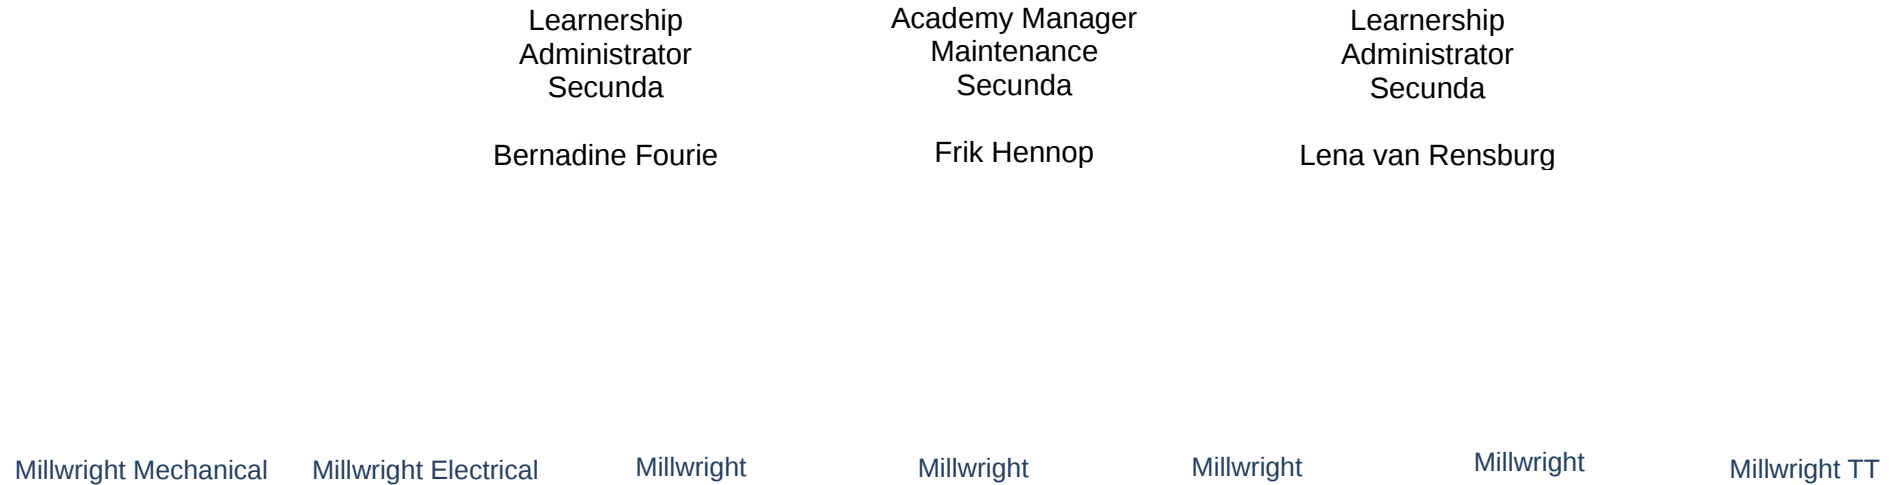 Learnership
Administrator
Secunda
Bernadine Fourie
Academy Manager
Maintenance
Secunda
Frik Hennop
Learnership
Administrator
Secunda
Lena van Rensburg
Millwright Mechanical
Millwright Electrical
Millwright
Millwright
Millwright
Millwright
Millwright TT